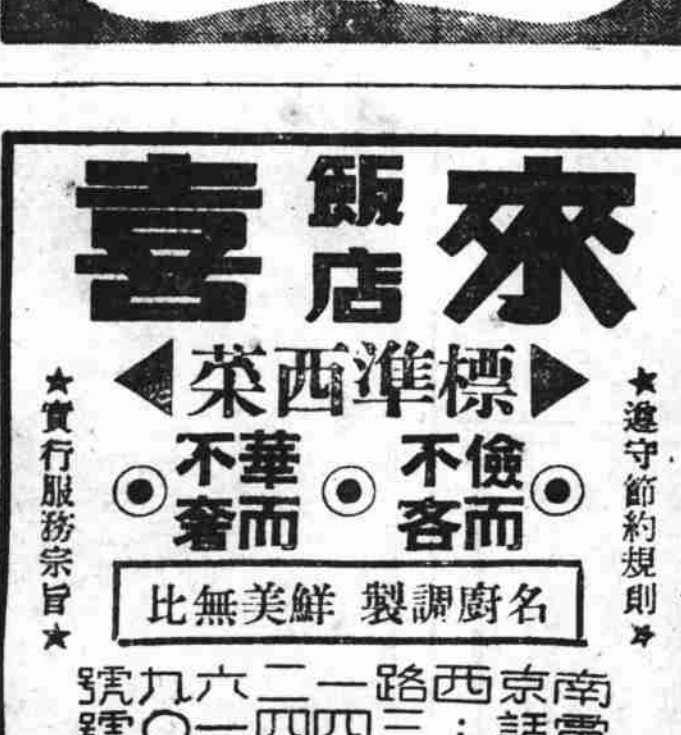 來喜
飯店
標準西菜
★遵守節約規則★
儉而
不吝
華而
不奢
★實行服務宗旨★
名廚調製 鮮美無比
南京西路一二六九號
電話：三四四一〇號